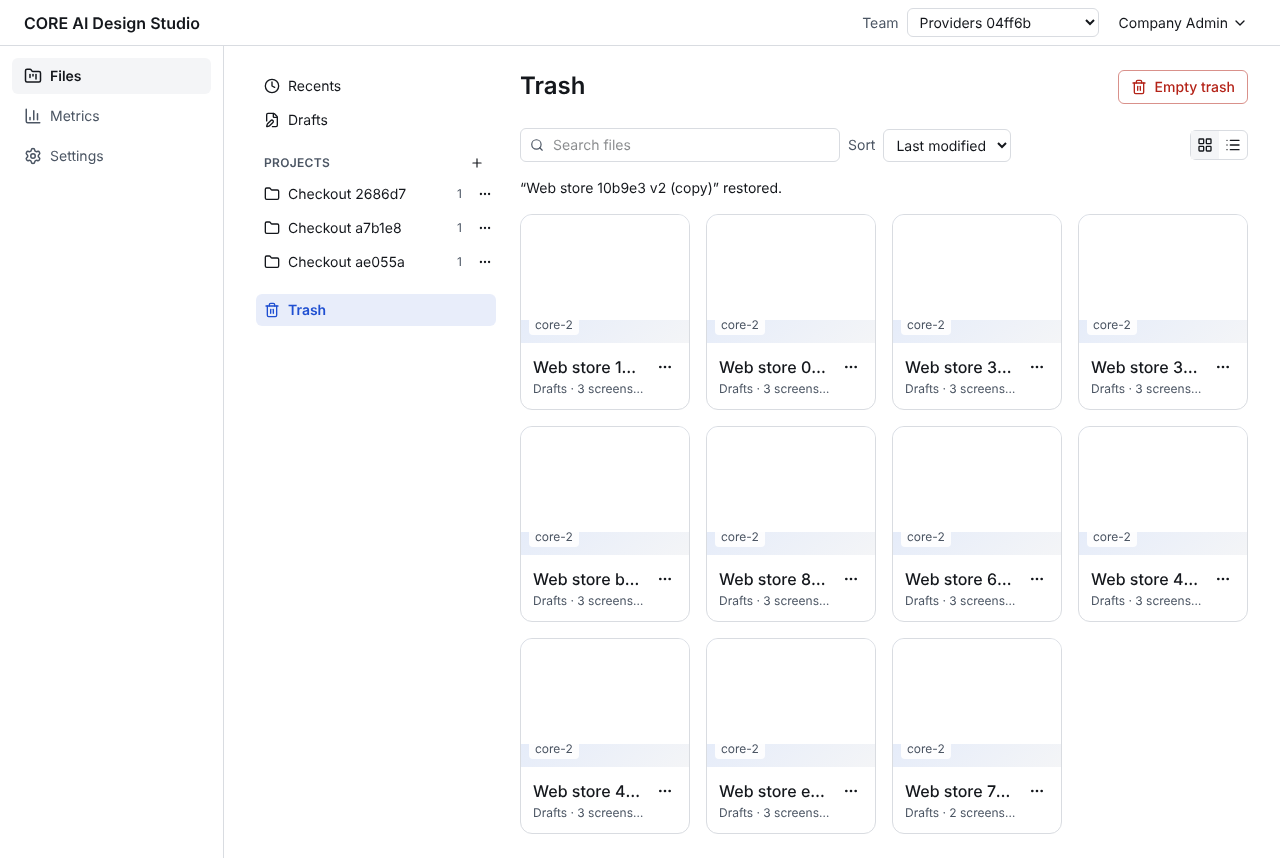 CORE AI Design Studio
Team
Providers 04ff6b
Company Admin
Files
Metrics
Settings
Recents
Drafts
PROJECTS
Checkout 2686d7 1
Checkout a7b1e8 1
Checkout ae055a 1
Trash
Trash
Empty trash
Search files
Sort
Last modified
“Web store 10b9e3 v2 (copy)” restored.
core-2
Web store 1...
Drafts · 3 screens...
core-2
Web store 0...
Drafts · 3 screens...
core-2
Web store 3...
Drafts · 3 screens...
core-2
Web store 3...
Drafts · 3 screens...
core-2
Web store b...
Drafts · 3 screens...
core-2
Web store 8...
Drafts · 3 screens...
core-2
Web store 6...
Drafts · 3 screens...
core-2
Web store 4...
Drafts · 3 screens...
core-2
Web store 4...
Drafts · 3 screens...
core-2
Web store e...
Drafts · 3 screens...
core-2
Web store 7...
Drafts · 2 screens...